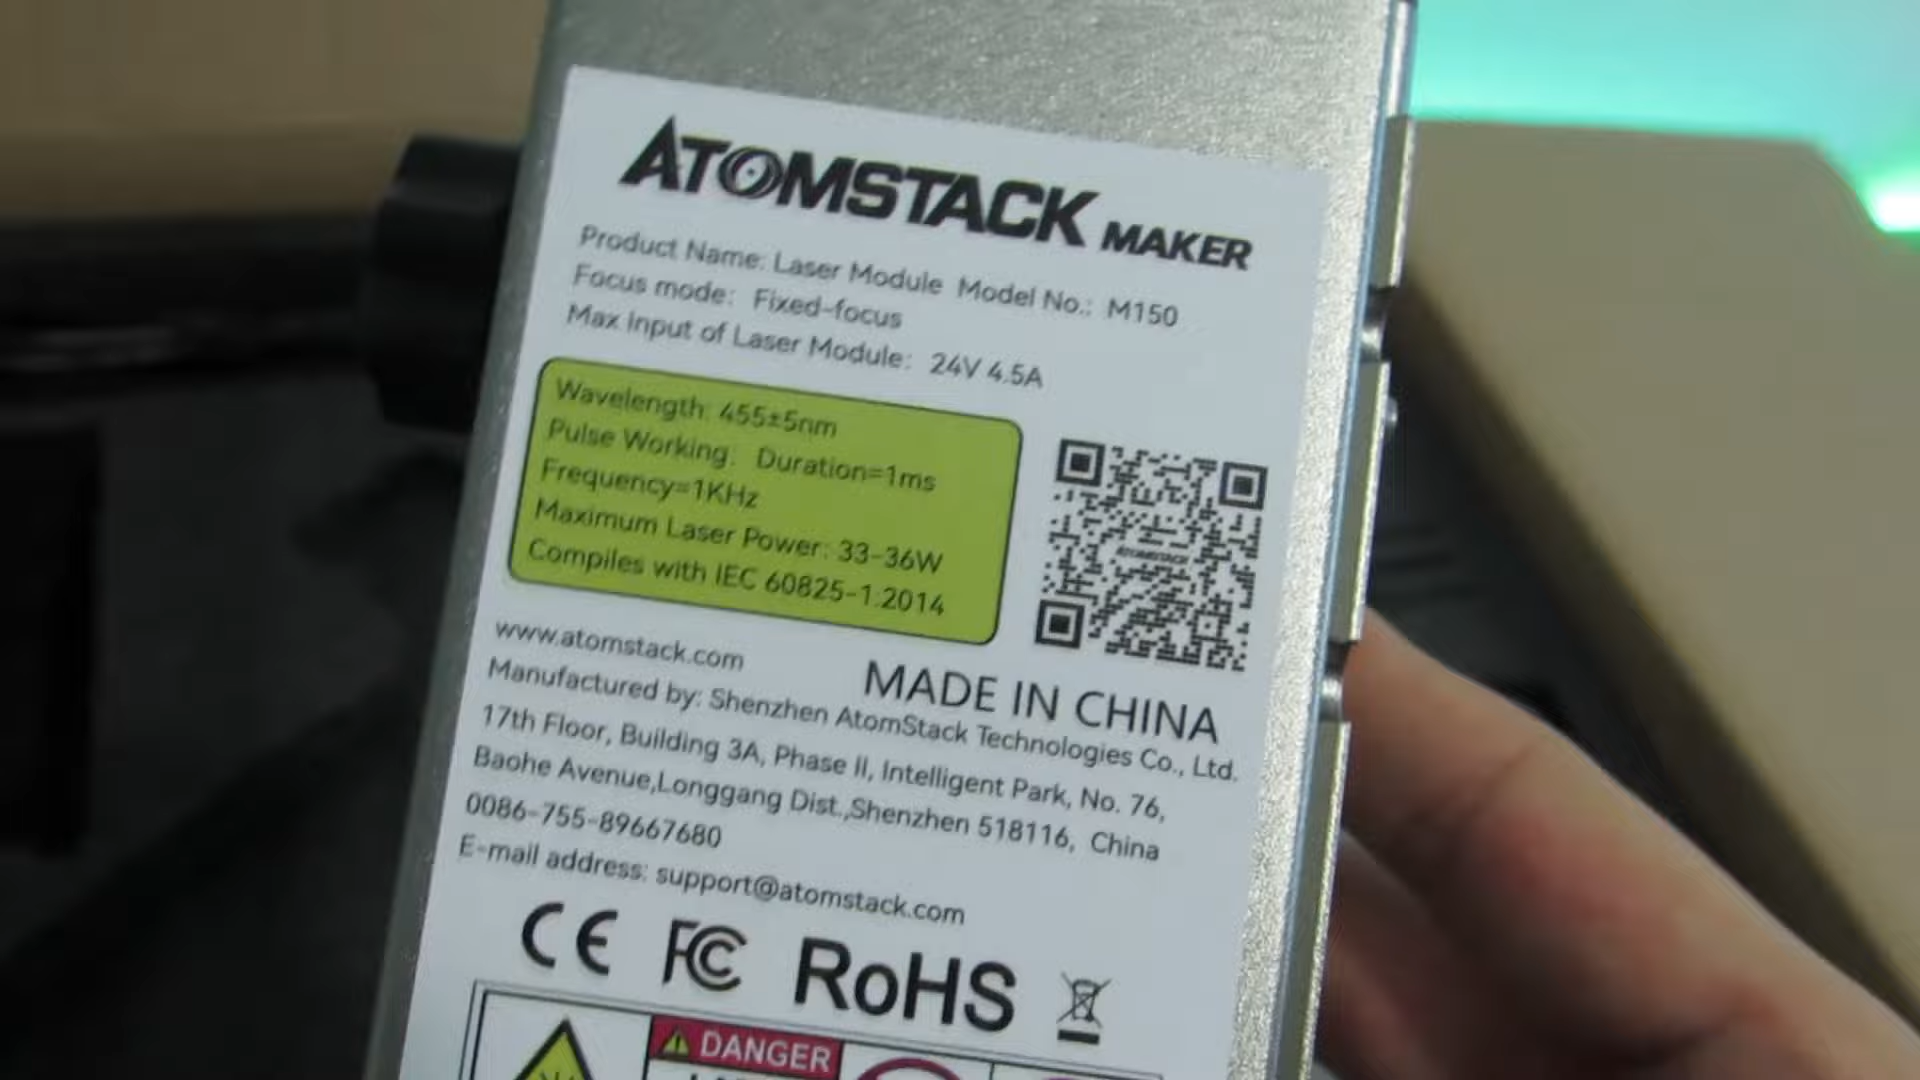 ATOMSTACK MAKER
Product Name: Laser Module Model No.: M150
Focus mode: Fixed-focus
Max Input of Laser Module: 24V 4.5A
Wavelength: 455±5nm
Pulse Working: Duration=1ms
Frequency=1KHz
Maximum Laser Power: 33-36W
Compiles with IEC 60825-1:2014
ATOMSTACK
www.atomstack.com
MADE IN CHINA
Manufactured by: Shenzhen AtomStack Technologies Co., Ltd.
17th Floor, Building 3A, Phase II, Intelligent Park, No. 76,
Baohe Avenue,Longgang Dist.,Shenzhen 518116, China
0086-755-89667680
E-mail address: support@atomstack.com
CE FC RoHS
DANGER